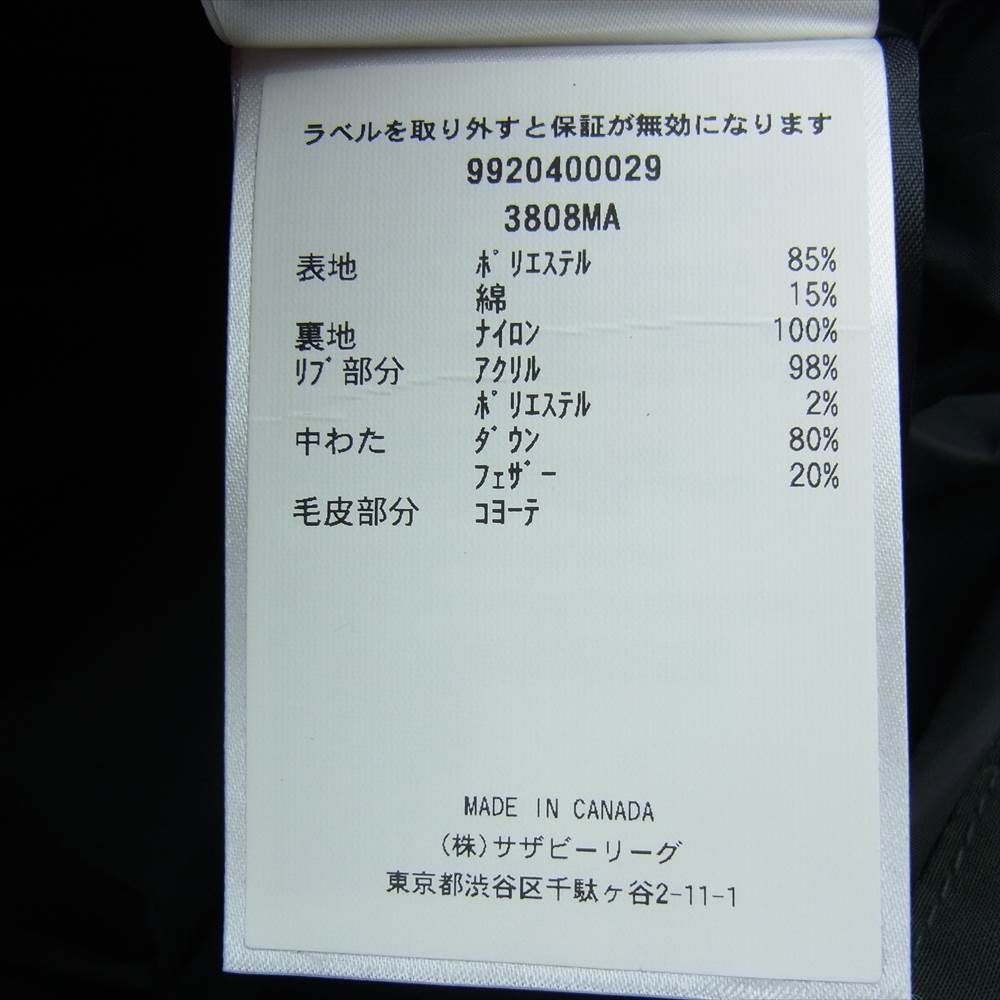 ラベルを取り外すと保証が無効になります
9920400029
3808MA
表地 ﾎﾟﾘｴｽﾃﾙ 85%
綿 15%
裏地 ﾅｲﾛﾝ 100%
ﾘﾌﾞ部分 ｱｸﾘﾙ 98%
ﾎﾟﾘｴｽﾃﾙ 2%
中わた ﾀﾞｳﾝ 80%
ﾌｪｻﾞｰ 20%
毛皮部分 ｺﾖｰﾃ
MADE IN CANADA
(株)サザビーリーグ
東京都渋谷区千駄ヶ谷2-11-1